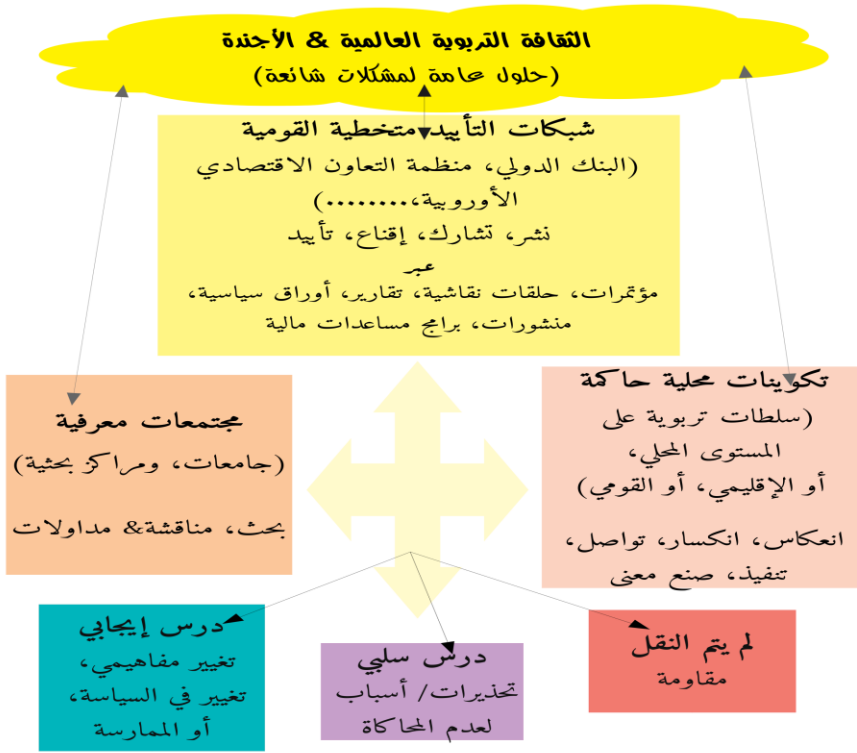 الثقافة التربوية العالمية & الأجندة
(حلول عامة لمشكلات شائعة)
شبكات التأييد متخطية القومية
(البنك الدولي، منظمة التعاون الاقتصادي
الأوروبية،........)
نشر، تشارك، إقناع، تأييد
عبر
مؤتمرات، حلقات نقاشية، تقارير، أوراق سياسية،
منشورات، برامج مساعدات مالية
تكوينات محلية حاكمة
(سلطات تربوية على
المستوى المحلي،
أو الإقليمي، أو القومي)
انعكاس، انكسار، تواصل،
تنفيذ، صنع معنى
مجتمعات معرفية
(جامعات، ومراكز بحثية)
بحث، مناقشة& مداولات
لم يتم النقل
مقاومة
درس سلبي
تحذيرات/ أسباب
لعدم المحاكاة
درس إيجابي
تغيير مفاهيمي،
تغيير في السياسة،
أو الممارسة